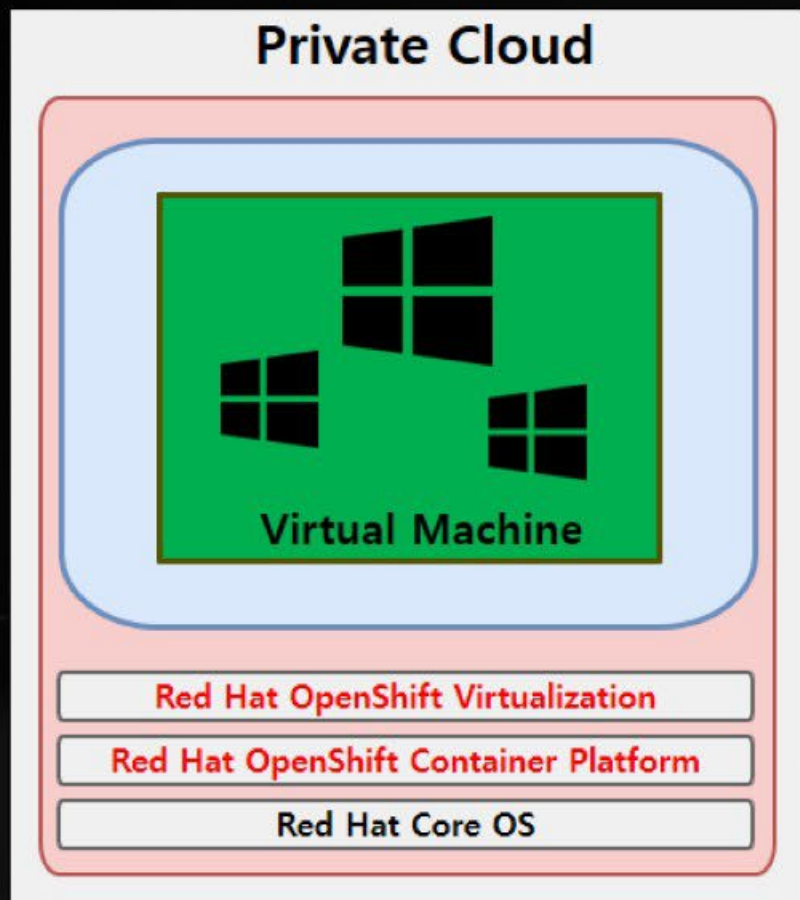 Private Cloud
Virtual Machine
Red Hat OpenShift Virtualization
Red Hat OpenShift Container Platform
Red Hat Core OS